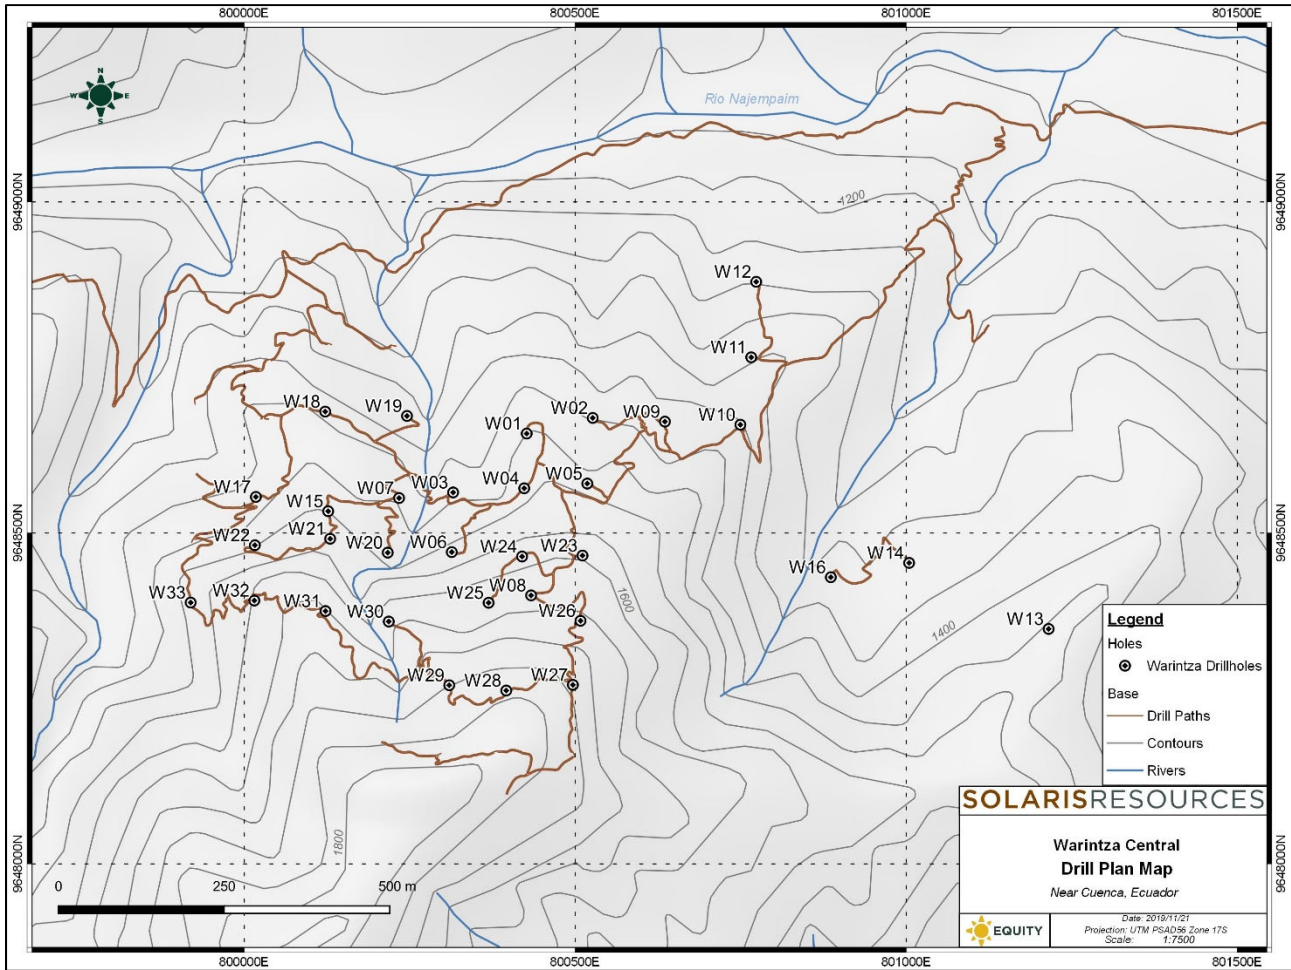 800000E 800500E 801000E 801500E
N
W E
S
Rio Najempaim
9649000N 9649000N
1200
W12
W11
W18 W19 W02 W09 W10
W01
W17 W15 W07 W03 W04 W05
W22 W21 W20 W06 W24 W23
W16 W14
W33 W32 W31 W30 W25 W08 W26
1600
W13
1400
W29 W28 W27
9648500N 9648500N
Legend
Holes
Warintza Drillholes
Base
Drill Paths
Contours
Rivers
SOLARISRESOURCES
Warintza Central
Drill Plan Map
Near Cuenca, Ecuador
1800
9648000N 9648000N
0 250 500 m
EQUITY
Date: 2019/11/21
Projection: UTM PSAD56 Zone 17S
Scale: 1:7500
800000E 800500E 801000E 801500E